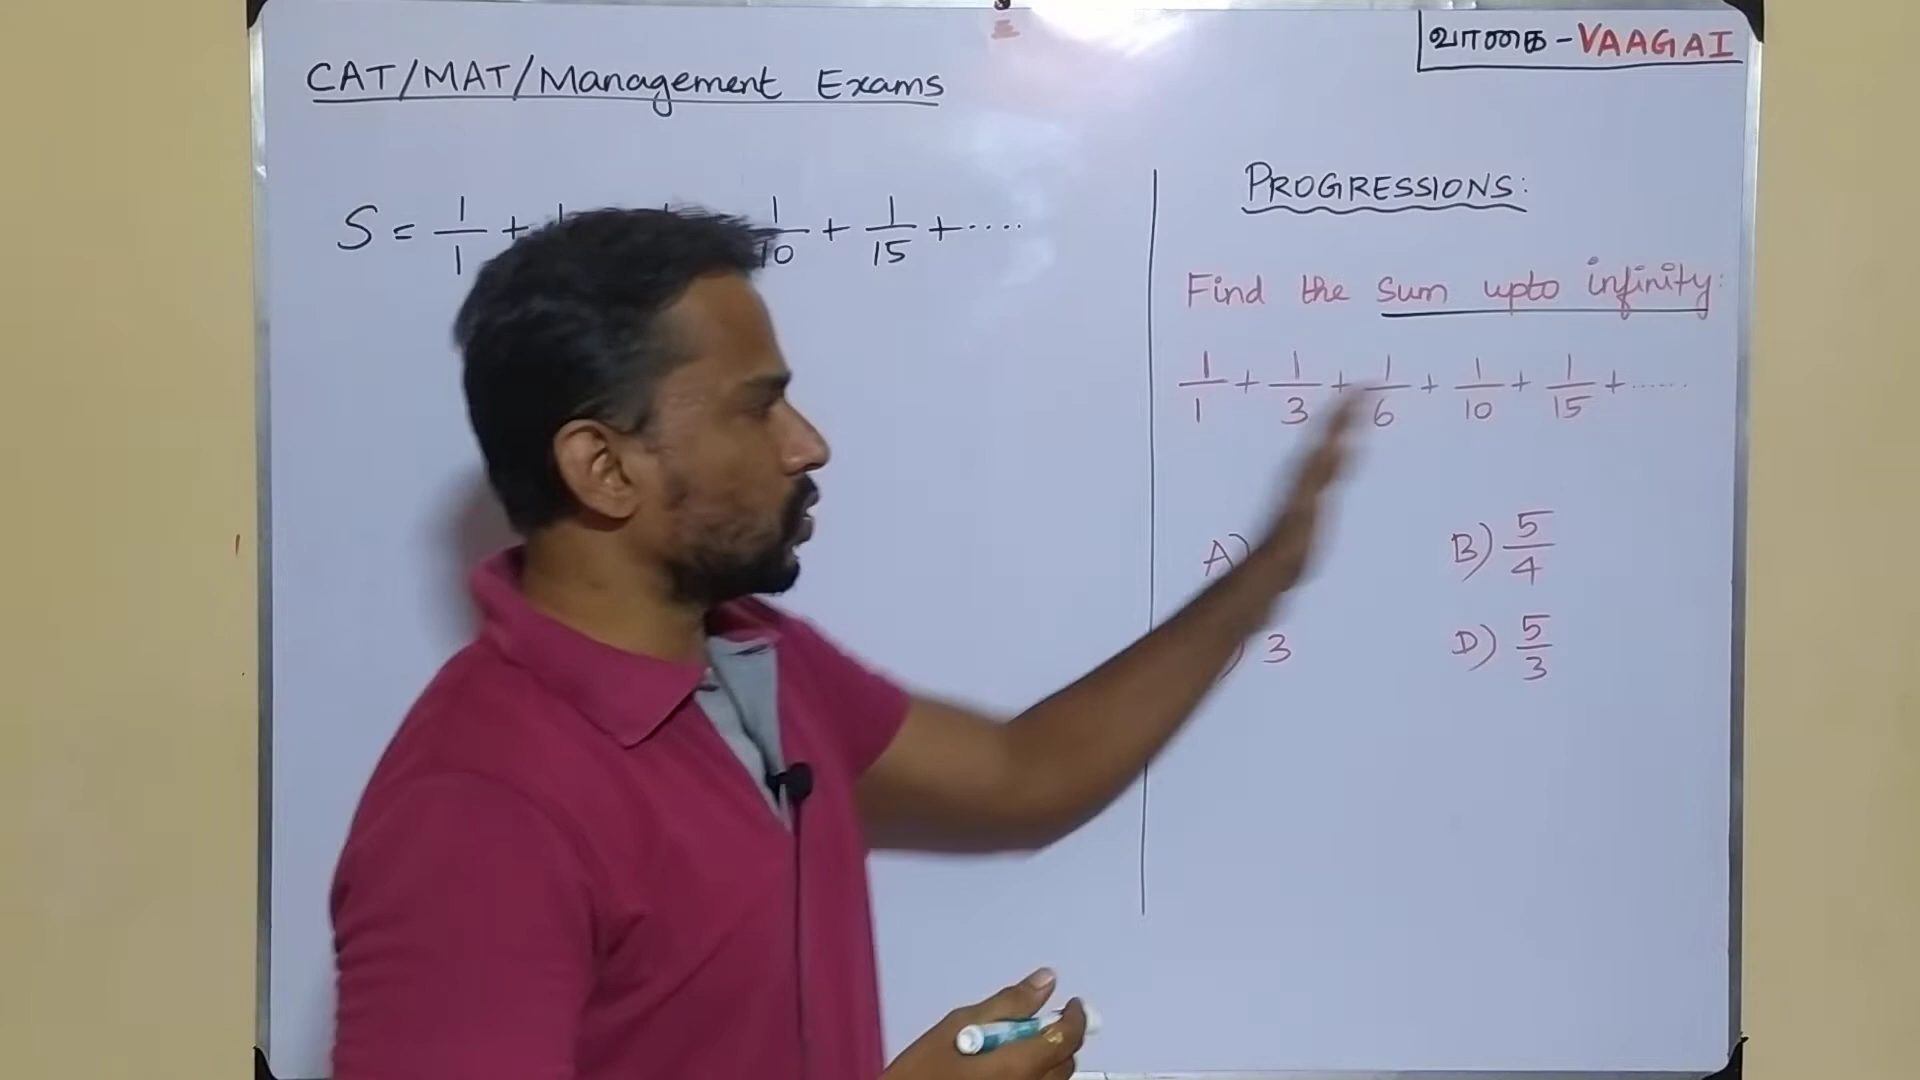 CAT/MAT/Management Exams
வாகை - VAAGAI
S = 1/1 + 1/10 + 1/15 + ....
PROGRESSIONS:
Find the sum upto infinity:
1/1 + 1/3 + 1/6 + 1/10 + 1/15 + ......
A) B) 5/4
) 3 D) 5/3